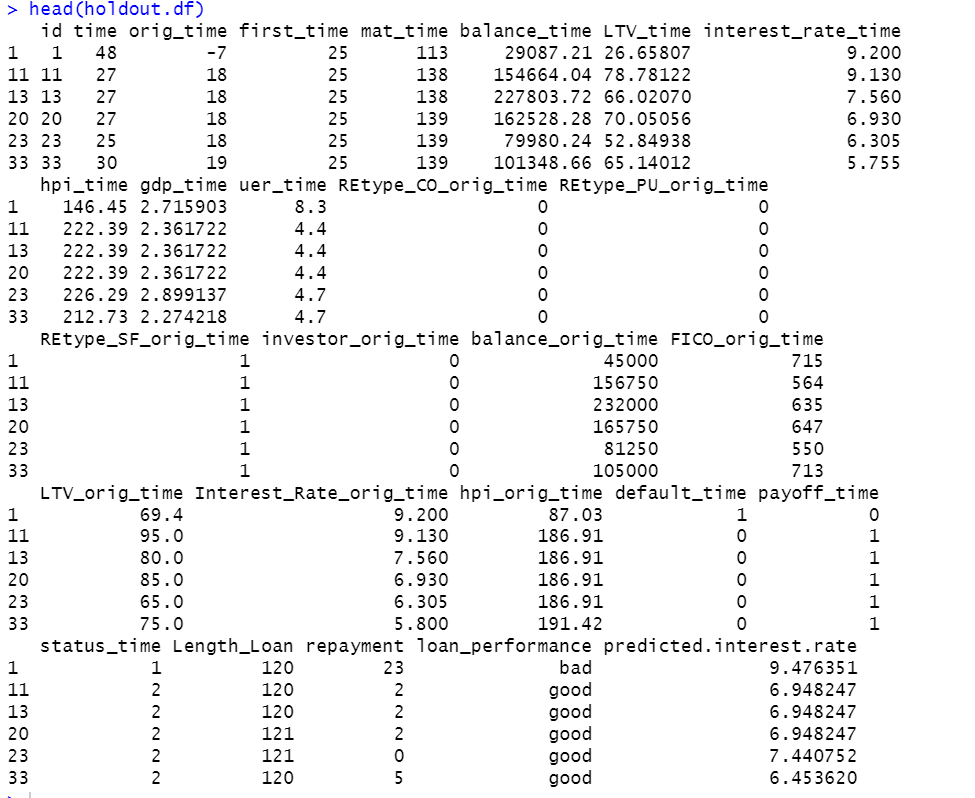 > head(holdout.df)
   id time orig_time first_time mat_time balance_time LTV_time interest_rate_time
1   1   48        -7         25      113     29087.21 26.65807              9.200
11 11   27        18         25      138    154664.04 78.78122              9.130
13 13   27        18         25      138    227803.72 66.02070              7.560
20 20   27        18         25      139    162528.28 70.05056              6.930
23 23   25        18         25      139     79980.24 52.84938              6.305
33 33   30        19         25      139    101348.66 65.14012              5.755
   hpi_time gdp_time uer_time REtype_CO_orig_time REtype_PU_orig_time
1    146.45 2.715903      8.3                   0                   0
11   222.39 2.361722      4.4                   0                   0
13   222.39 2.361722      4.4                   0                   0
20   222.39 2.361722      4.4                   0                   0
23   226.29 2.899137      4.7                   0                   0
33   212.73 2.274218      4.7                   0                   0
   REtype_SF_orig_time investor_orig_time balance_orig_time FICO_orig_time
1                    1                  0             45000            715
11                   1                  0            156750            564
13                   1                  0            232000            635
20                   1                  0            165750            647
23                   1                  0             81250            550
33                   1                  0            105000            713
   LTV_orig_time Interest_Rate_orig_time hpi_orig_time default_time payoff_time
1           69.4                   9.200         87.03            1           0
11          95.0                   9.130        186.91            0           1
13          80.0                   7.560        186.91            0           1
20          85.0                   6.930        186.91            0           1
23          65.0                   6.305        186.91            0           1
33          75.0                   5.800        191.42            0           1
   status_time Length_Loan repayment loan_performance predicted.interest.rate
1            1         120        23              bad                9.476351
11           2         120         2             good                6.948247
13           2         120         2             good                6.948247
20           2         121         2             good                6.948247
23           2         121         0             good                7.440752
33           2         120         5             good                6.453620
>